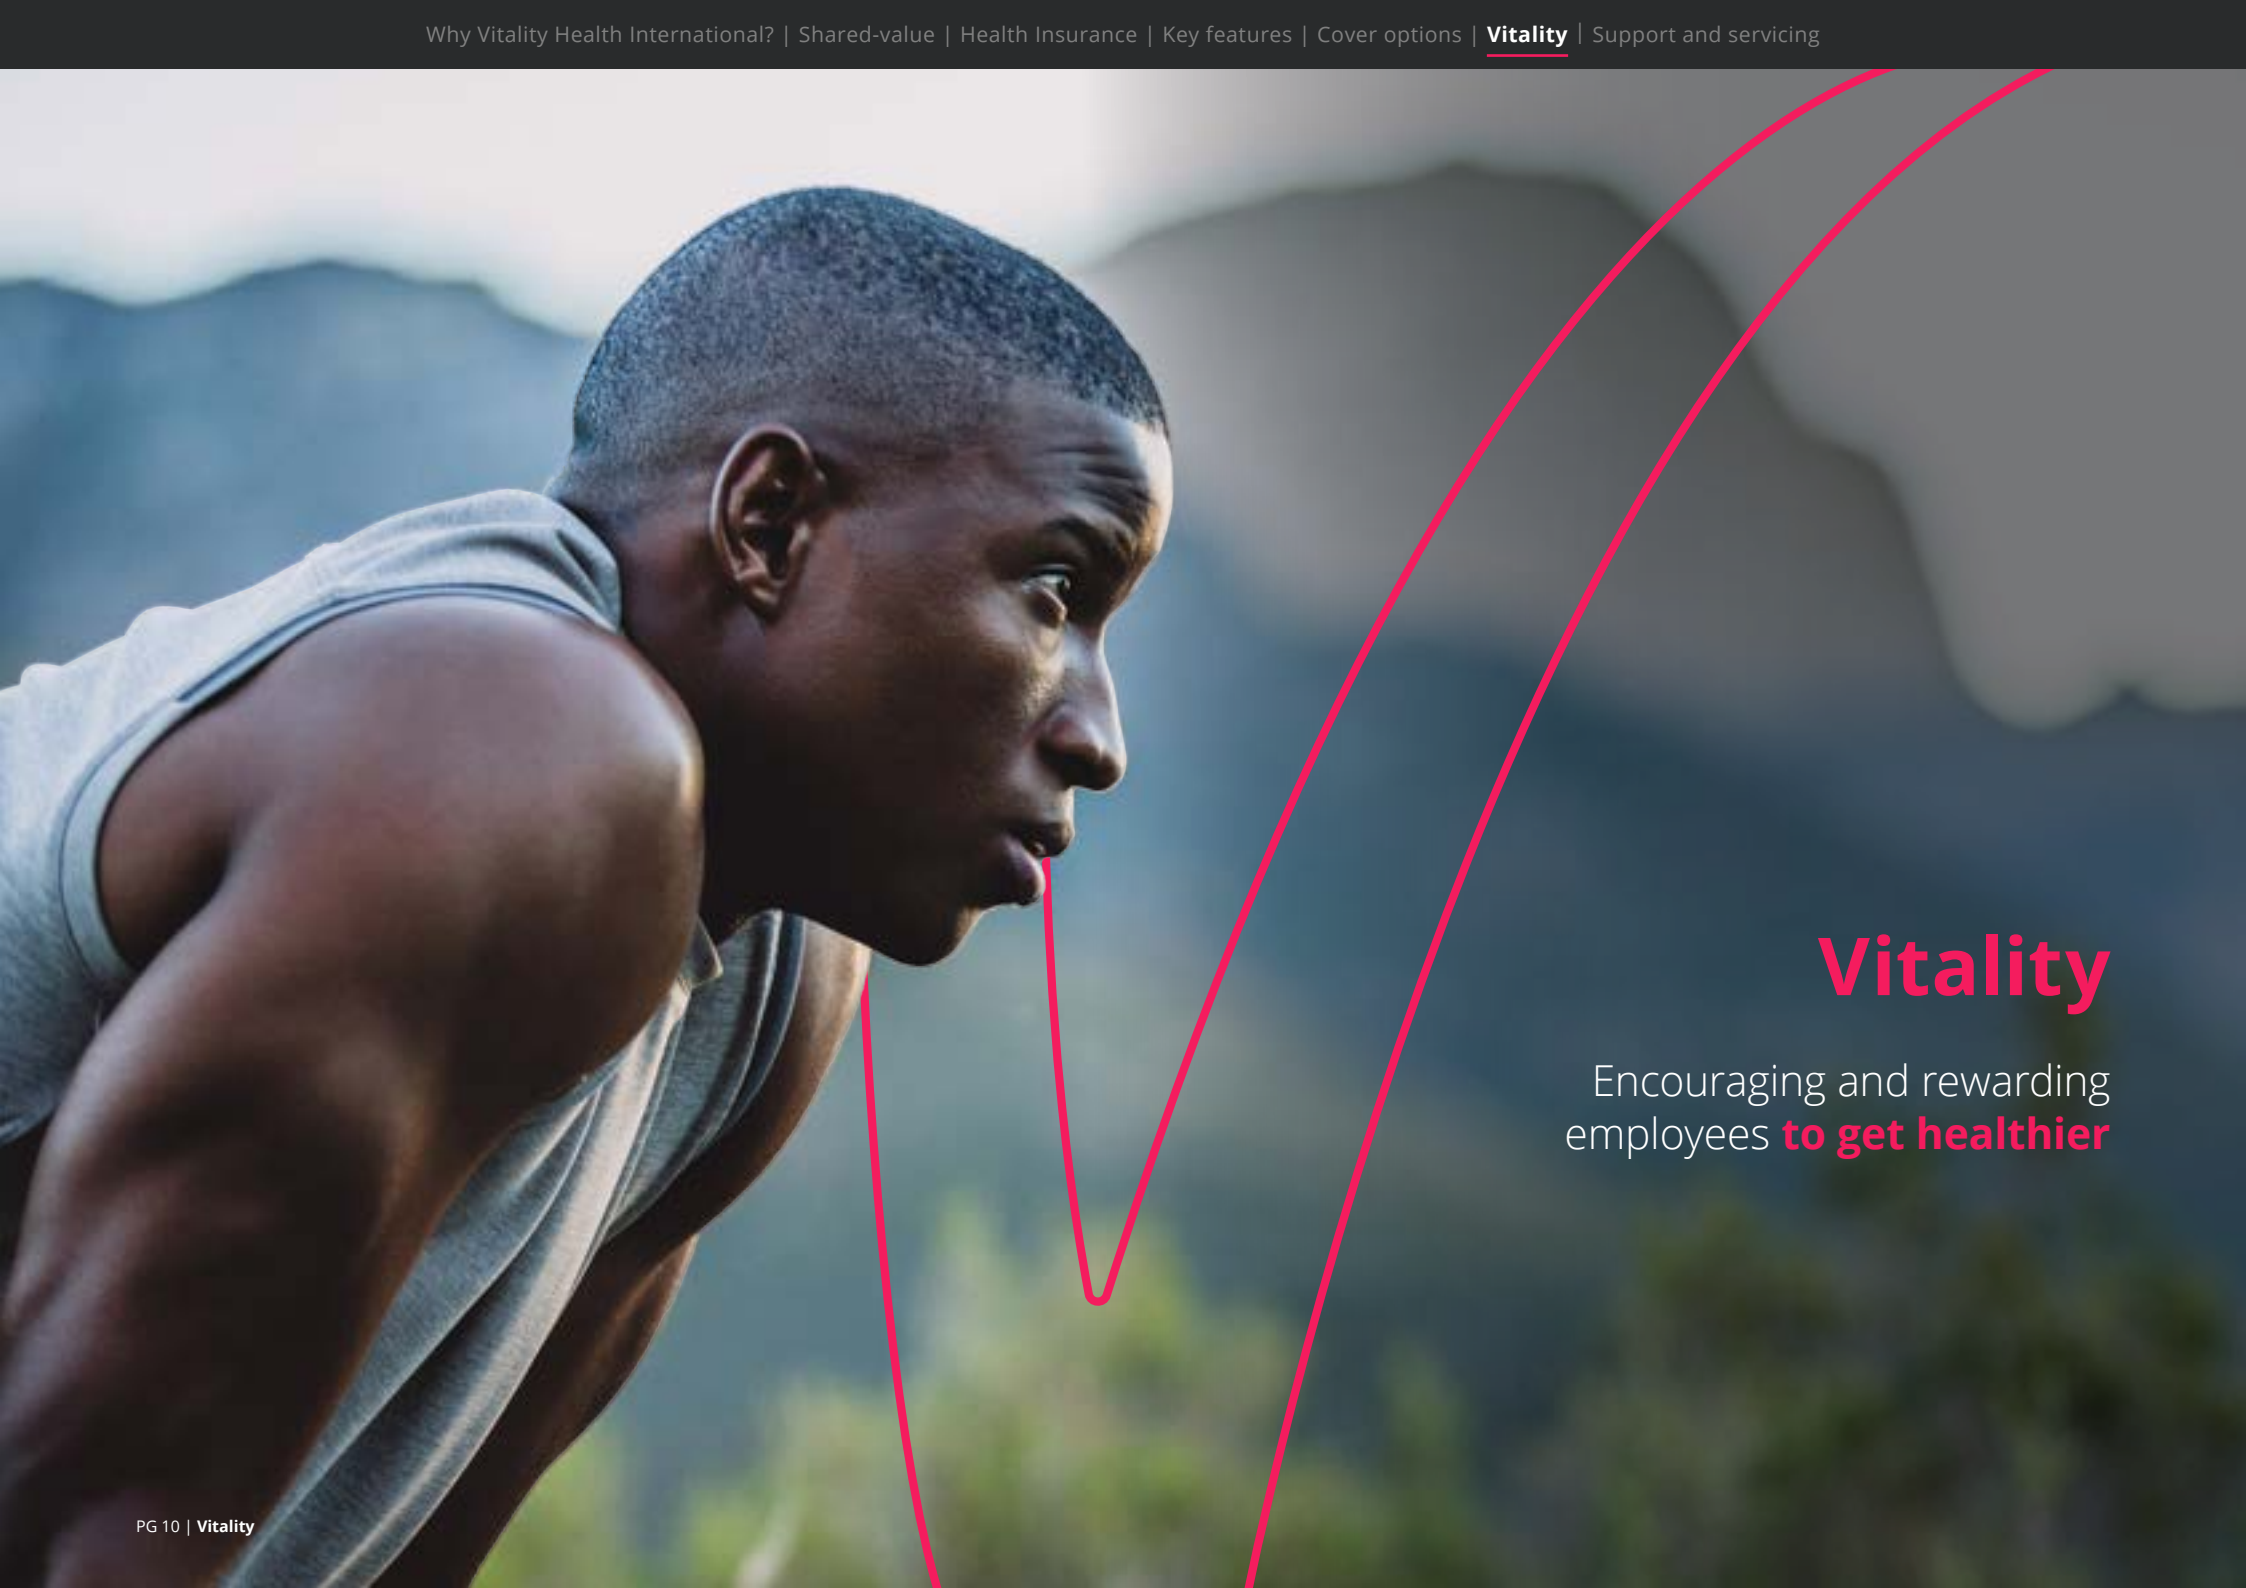 Why Vitality Health International? | Shared-value | Health Insurance | Key features | Cover options | Vitality | Support and servicing
Vitality
Encouraging and rewarding
employees to get healthier
PG 10 | Vitality